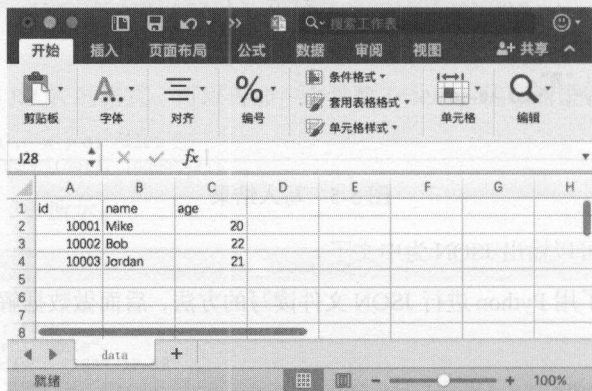 搜索工作表
开始 插入 页面布局 公式 数据 审阅 视图 共享
剪贴板 字体 对齐 % 编号 条件格式 套用表格格式 单元格样式 单元格 编辑
J28 fx
A B C D E F G H
1 id name age
2 10001 Mike 20
3 10002 Bob 22
4 10003 Jordan 21
5
6
7
8
data +
就绪 100%